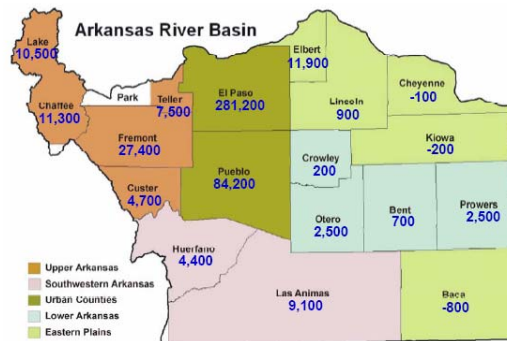 Arkansas River Basin
Lake
10,500
Chaffee
11,300
Park
Teller
7,500
Fremont
27,400
Custer
4,700
El Paso
281,200
Pueblo
84,200
Elbert
11,900
Lincoln
900
Cheyenne
-100
Kiowa
-200
Crowley
200
Otero
2,500
Bent
700
Prowers
2,500
Huerfano
4,400
Las Animas
9,100
Baca
-800
Upper Arkansas
Southwestern Arkansas
Urban Counties
Lower Arkansas
Eastern Plains